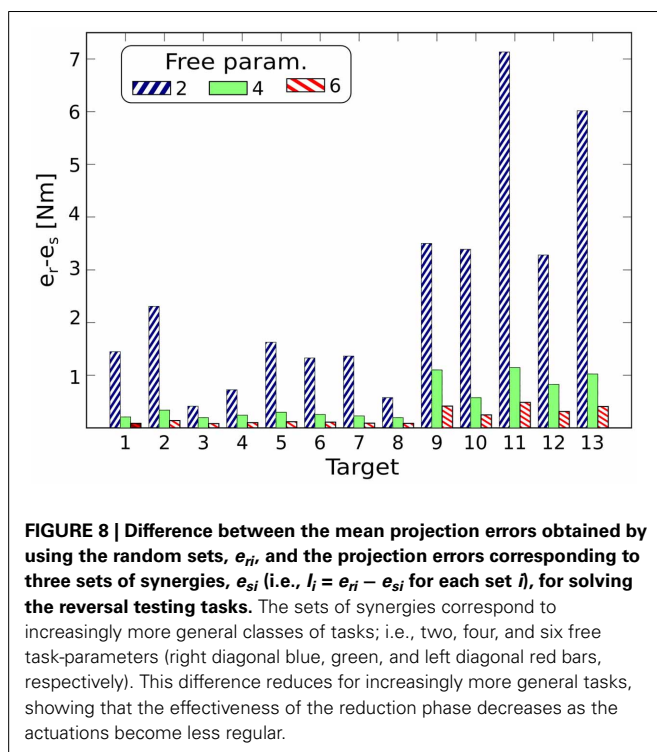 Free param.
2 4 6
7
6
5
4
3
2
1
e_r-e_s [Nm]
1 2 3 4 5 6 7 8 9 10 11 12 13
Target
FIGURE 8 | Difference between the mean projection errors obtained by
using the random sets, e_ri, and the projection errors corresponding to
three sets of synergies, e_si (i.e., l_i = e_ri − e_si for each set i), for solving
the reversal testing tasks. The sets of synergies correspond to
increasingly more general classes of tasks; i.e., two, four, and six free
task-parameters (right diagonal blue, green, and left diagonal red bars,
respectively). This difference reduces for increasingly more general tasks,
showing that the effectiveness of the reduction phase decreases as the
actuations become less regular.